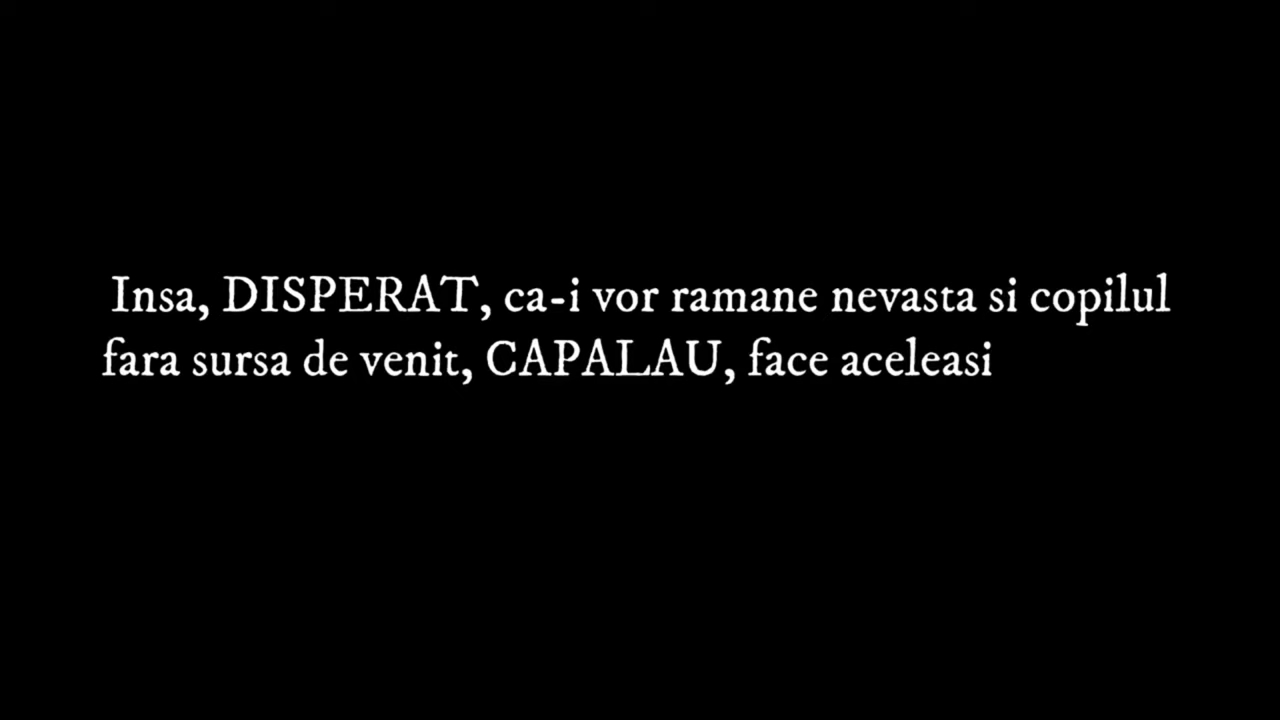 Insa, DISPERAT, ca-i vor ramane nevasta si copilul
fara sursa de venit, CAPALAU, face aceleasi